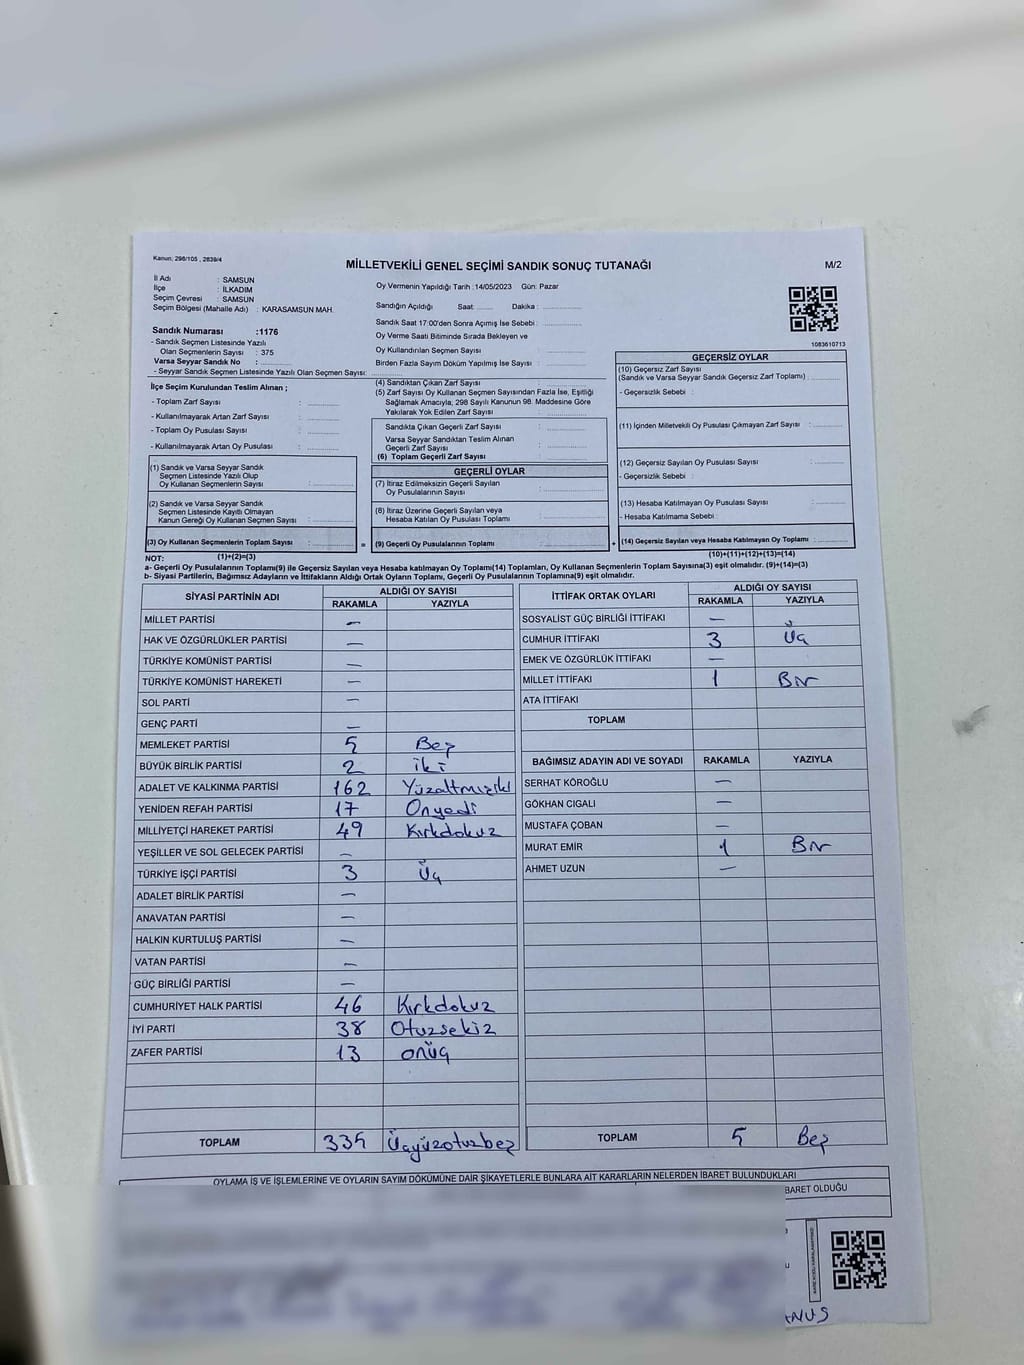 Kanun: 298/105 , 2839/4
MİLLETVEKİLİ GENEL SEÇİMİ SANDIK SONUÇ TUTANAĞI
M/2
İl Adı : SAMSUN
İlçe : İLKADIM
Seçim Çevresi : SAMSUN
Seçim Bölgesi (Mahalle Adı) : KARASAMSUN MAH.
Sandık Numarası :1176
- Sandık Seçmen Listesinde Yazılı
Olan Seçmenlerin Sayısı : 375
Varsa Seyyar Sandık No :
- Seyyar Sandık Seçmen Listesinde Yazılı Olan Seçmen Sayısı:
Oy Vermenin Yapıldığı Tarih :14/05/2023 Gün: Pazar
Sandığın Açıldığı Saat: Dakika :
Sandık Saat 17:00'den Sonra Açımış İse Sebebi :
Oy Verme Saati Bitiminde Sırada Bekleyen ve
Oy Kullandırılan Seçmen Sayısı :
Birden Fazla Sayım Döküm Yapılmış İse Sayısı :
1083610713
İlçe Seçim Kurulundan Teslim Alınan ;
- Toplam Zarf Sayısı :
- Kullanılmayarak Artan Zarf Sayısı :
- Toplam Oy Pusulası Sayısı :
- Kullanılmayarak Artan Oy Pusulası :
(1) Sandık ve Varsa Seyyar Sandık
Seçmen Listesinde Yazılı Olup
Oy Kullanan Seçmen Sayısı :
(2) Sandık ve Varsa Seyyar Sandık
Seçmen Listesinde Kayıtlı Olmayan
Kanun Gereği Oy Kullanan Seçmen Sayısı :
(3) Oy Kullanan Seçmenlerin Toplam Sayısı :
(1)+(2)=(3)
(4) Sandıktan Çıkan Zarf Sayısı :
(5) Zarf Sayısı Oy Kullanan Seçmen Sayısından Fazla İse, Eşitliği
Sağlamak Amacıyla, 298 Sayılı Kanunun 98. Maddesine Göre
Yakılarak Yok Edilen Zarf Sayısı :
Sandıkta Çıkan Geçerli Zarf Sayısı :
Varsa Seyyar Sandıktan Teslim Alınan
Geçerli Zarf Sayısı :
(6) Toplam Geçerli Zarf Sayısı :
GEÇERLİ OYLAR
(7) İtiraz Edilmeksizin Geçerli Sayılan
Oy Pusulalarının Sayısı :
(8) İtiraz Üzerine Geçerli Sayılan veya
Hesaba Katılan Oy Pusulası Toplamı :
= (9) Geçerli Oy Pusulalarının Toplamı :
GEÇERSİZ OYLAR
(10) Geçersiz Zarf Sayısı
(Sandık ve Varsa Seyyar Sandık Geçersiz Zarf Toplamı) :
- Geçersizlik Sebebi :
(11) İçinden Milletvekili Oy Pusulası Çıkmayan Zarf Sayısı :
(12) Geçersiz Sayılan Oy Pusulası Sayısı :
- Geçersizlik Sebebi :
(13) Hesaba Katılmayan Oy Pusulası Sayısı :
- Hesaba Katılmama Sebebi :
+ (14) Geçersiz Sayılan veya Hesaba Katılmayan Oy Toplamı :
(10)+(11)+(12)+(13)=(14)
NOT:
a- Geçerli Oy Pusulalarının Toplamı(9) ile Geçersiz Sayılan veya Hesaba katılmayan Oy Toplamı(14) Toplamları, Oy Kullanan Seçmenlerin Toplam Sayısına(3) eşit olmalıdır. (9)+(14)=(3)
b- Siyasi Partilerin, Bağımsız Adayların ve İttifakların Aldığı Ortak Oyların Toplamı, Geçerli Oy Pusulalarının Toplamına(9) eşit olmalıdır.
SİYASİ PARTİNİN ADI
ALDIĞI OY SAYISI
RAKAMLA YAZIYLA
MİLLET PARTİSİ —
HAK VE ÖZGÜRLÜKLER PARTİSİ —
TÜRKİYE KOMÜNİST PARTİSİ —
TÜRKİYE KOMÜNİST HAREKETİ —
SOL PARTİ —
GENÇ PARTİ —
MEMLEKET PARTİSİ 5 Beş
BÜYÜK BİRLİK PARTİSİ 2 iki
ADALET VE KALKINMA PARTİSİ 162 Yüzaltmışiki
YENİDEN REFAH PARTİSİ 17 Onyedi
MİLLİYETÇİ HAREKET PARTİSİ 49 Kırkdokuz
YEŞİLLER VE SOL GELECEK PARTİSİ —
TÜRKİYE İŞÇİ PARTİSİ 3 Üç
ADALET BİRLİK PARTİSİ —
ANAVATAN PARTİSİ —
HALKIN KURTULUŞ PARTİSİ —
VATAN PARTİSİ —
GÜÇ BİRLİĞİ PARTİSİ —
CUMHURİYET HALK PARTİSİ 46 Kırkdokuz
İYİ PARTİ 38 Otuzsekiz
ZAFER PARTİSİ 13 onüç
TOPLAM 335 Üçyüzotuzbeş
İTTİFAK ORTAK OYLARI
ALDIĞI OY SAYISI
RAKAMLA YAZIYLA
SOSYALİST GÜÇ BİRLİĞİ İTTİFAKI —
CUMHUR İTTİFAKI 3 Üç
EMEK VE ÖZGÜRLÜK İTTİFAKI —
MİLLET İTTİFAKI 1 Bir
ATA İTTİFAKI
TOPLAM
BAĞIMSIZ ADAYIN ADI VE SOYADI RAKAMLA YAZIYLA
SERHAT KÖROĞLU —
GÖKHAN CIGALI —
MUSTAFA ÇOBAN —
MURAT EMİR 1 Bir
AHMET UZUN —
TOPLAM 5 Beş
OYLAMA İŞ VE İŞLEMLERİNE VE OYLARIN SAYIM DÖKÜMÜNE DAİR ŞİKAYETLERLE BUNLARA AİT KARARLARIN NELERDEN İBARET BULUNDUKLARI
BARET OLDUĞU